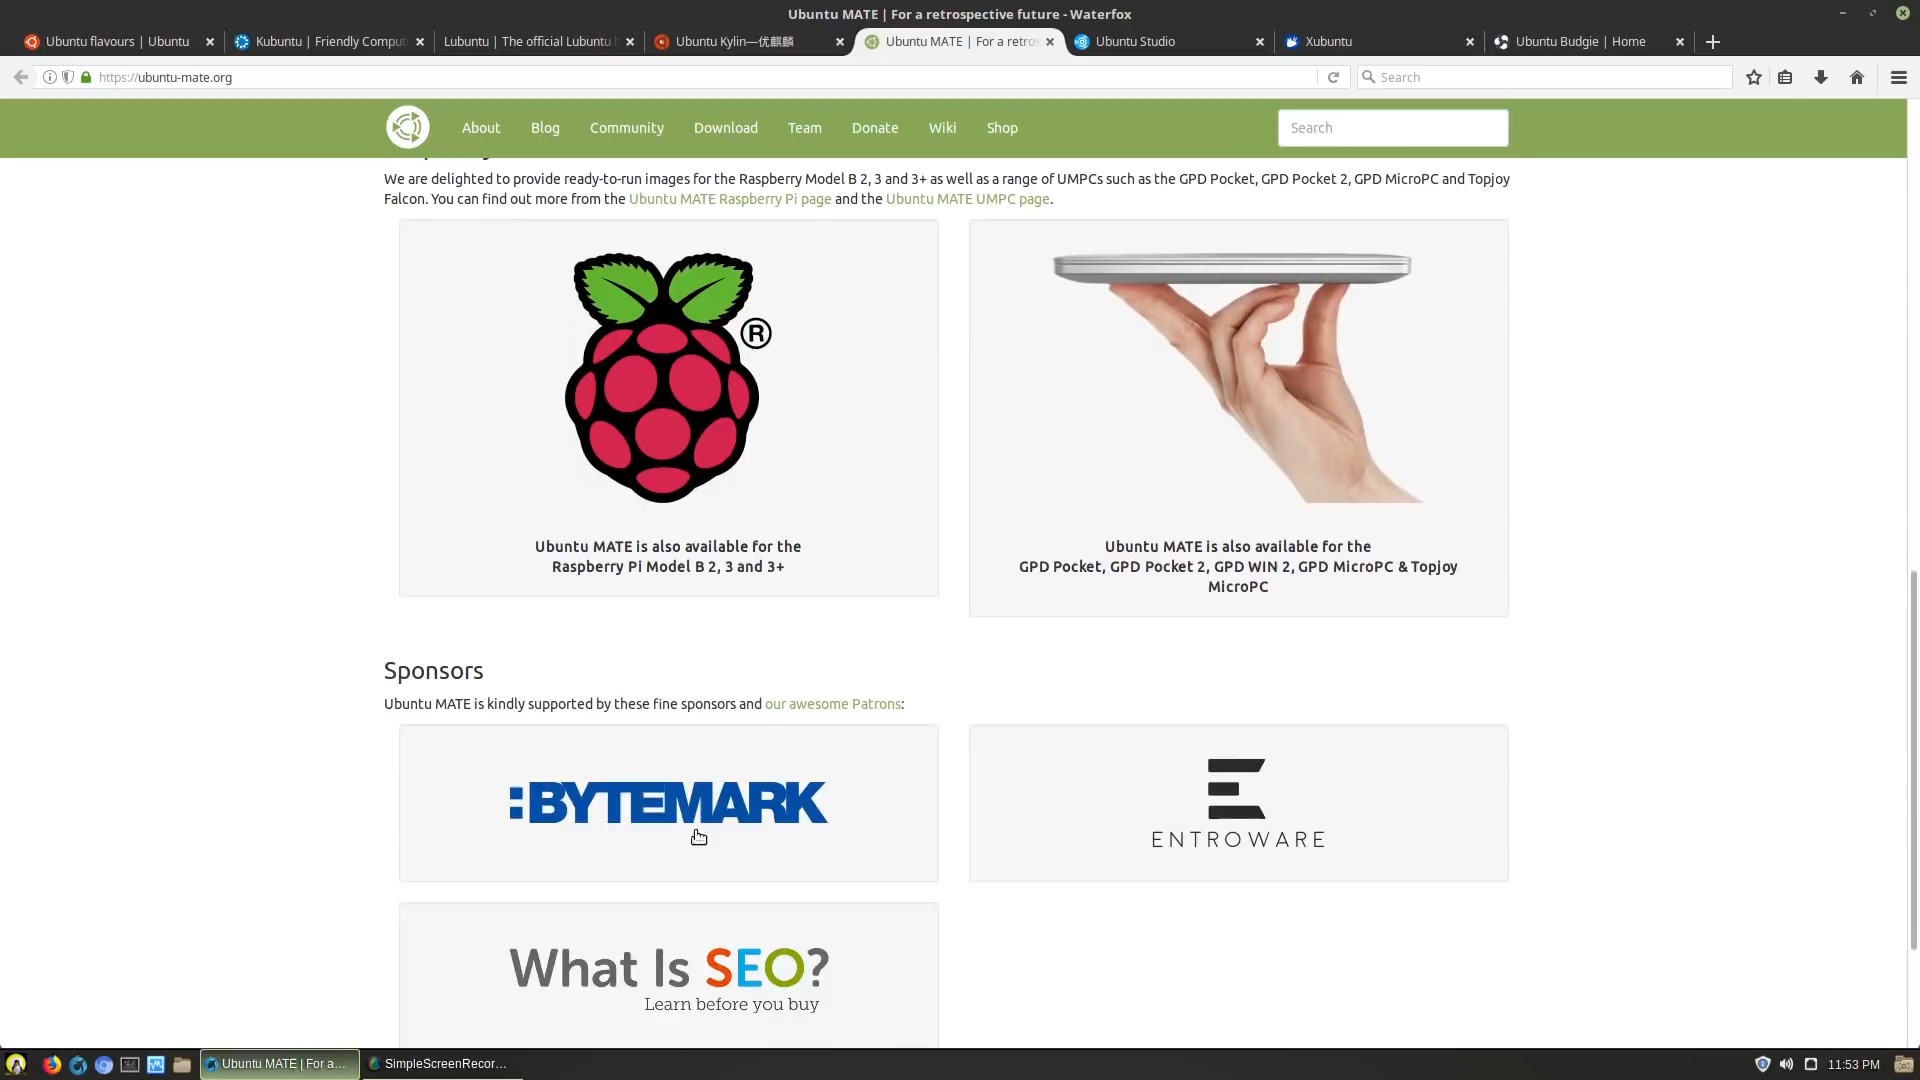 Ubuntu MATE | For a retrospective future - Waterfox
Ubuntu flavours | Ubuntu
Kubuntu | Friendly Comput
Lubuntu | The official Lubuntu
Ubuntu Kylin—优麒麟
Ubuntu MATE | For a retros
Ubuntu Studio
Xubuntu
Ubuntu Budgie | Home
https://ubuntu-mate.org
Search
About
Blog
Community
Download
Team
Donate
Wiki
Shop
Search
We are delighted to provide ready-to-run images for the Raspberry Model B 2, 3 and 3+ as well as a range of UMPCs such as the GPD Pocket, GPD Pocket 2, GPD MicroPC and Topjoy
Falcon. You can find out more from the Ubuntu MATE Raspberry Pi page and the Ubuntu MATE UMPC page.
®
Ubuntu MATE is also available for the
Raspberry Pi Model B 2, 3 and 3+
Ubuntu MATE is also available for the
GPD Pocket, GPD Pocket 2, GPD WIN 2, GPD MicroPC & Topjoy
MicroPC
Sponsors
Ubuntu MATE is kindly supported by these fine sponsors and our awesome Patrons:
:BYTEMARK
ENTROWARE
What Is SEO?
Learn before you buy
Ubuntu MATE | For a...
SimpleScreenRecor...
11:53 PM